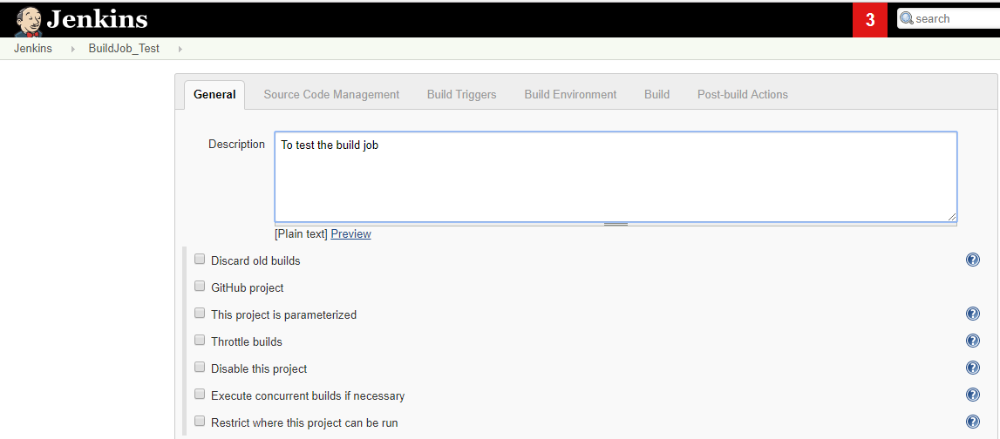 Jenkins
3
search
Jenkins
BuildJob_Test
General Source Code Management Build Triggers Build Environment Build Post-build Actions
Description
To test the build job
[Plain text] Preview
Discard old builds ?
GitHub project
This project is parameterized ?
Throttle builds ?
Disable this project ?
Execute concurrent builds if necessary ?
Restrict where this project can be run ?